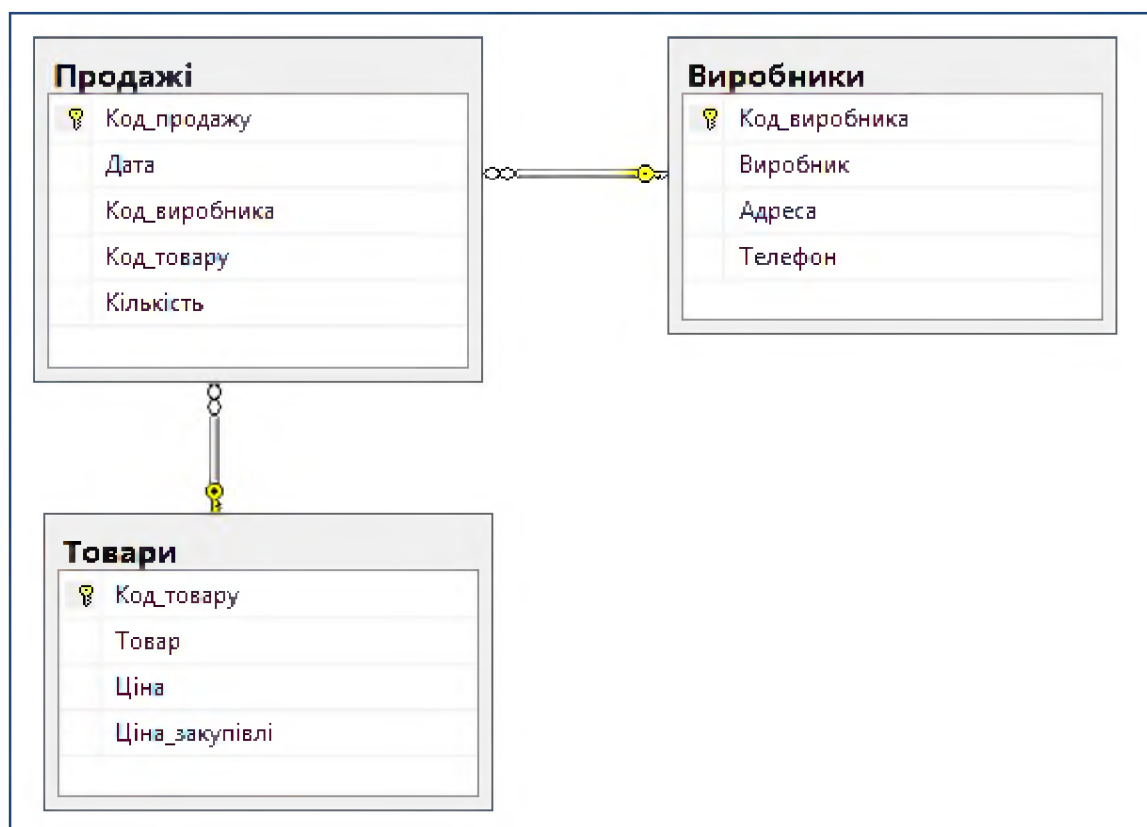 Продажі
Код_продажу
Дата
Код_виробника
Код_товару
Кількість
Виробники
Код_виробника
Виробник
Адреса
Телефон
Товари
Код_товару
Товар
Ціна
Ціна_закупівлі